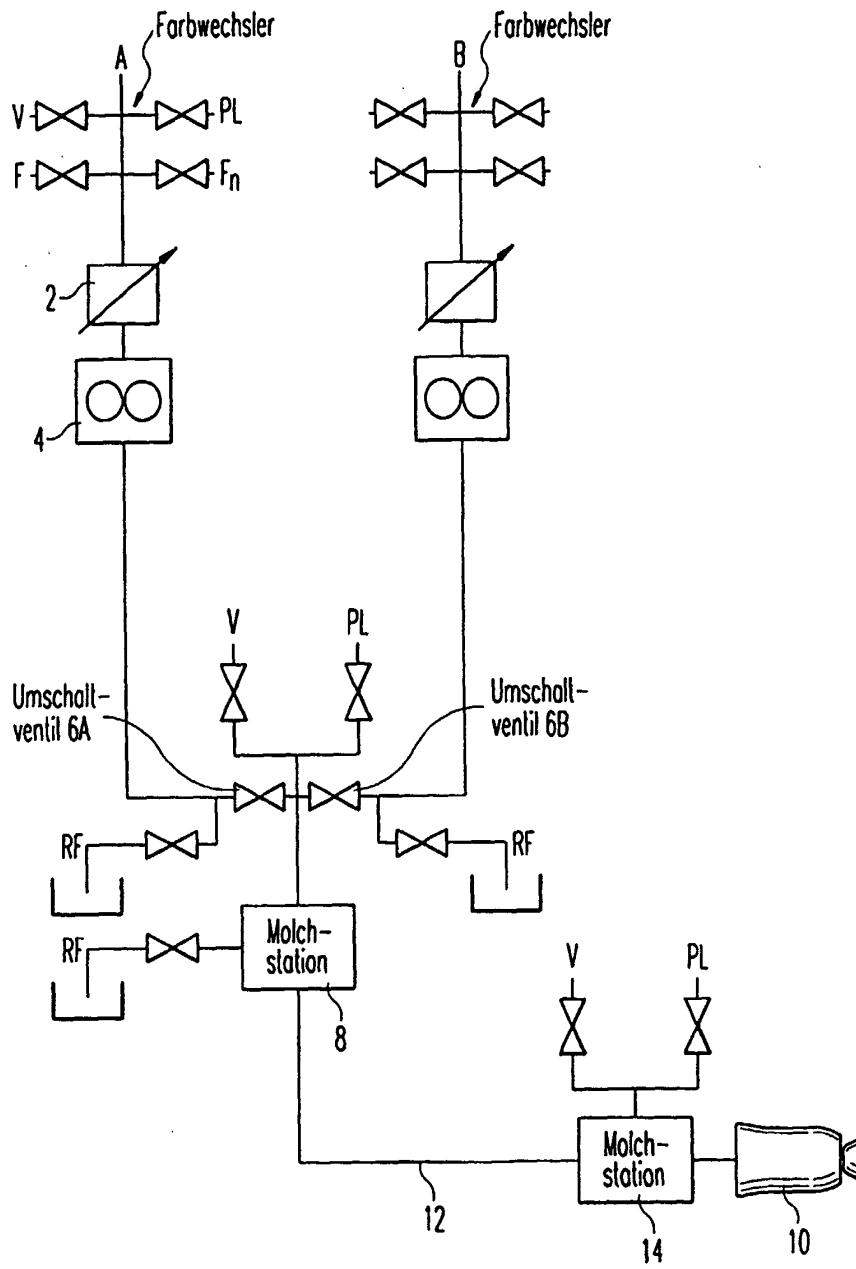 Farbwechsler
Farbwechsler
A
B
V
PL
F
Fn
2
4
V
PL
Umschalt-
ventil 6A
Umschalt-
ventil 6B
RF
RF
Molch-
station
RF
8
V
PL
Molch-
station
12
14
10